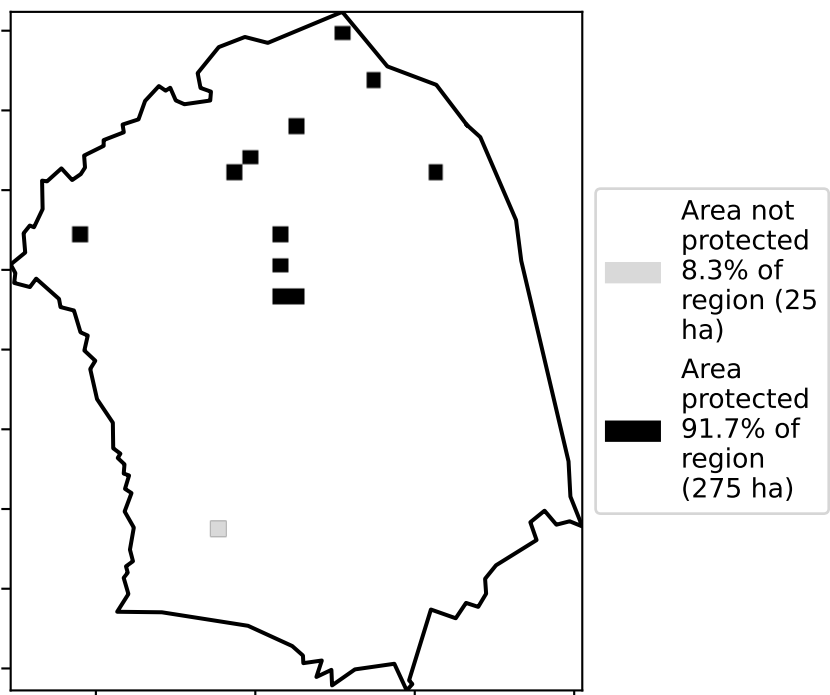 Area not
protected
8.3% of
region (25
ha)
Area
protected
91.7% of
region
(275 ha)